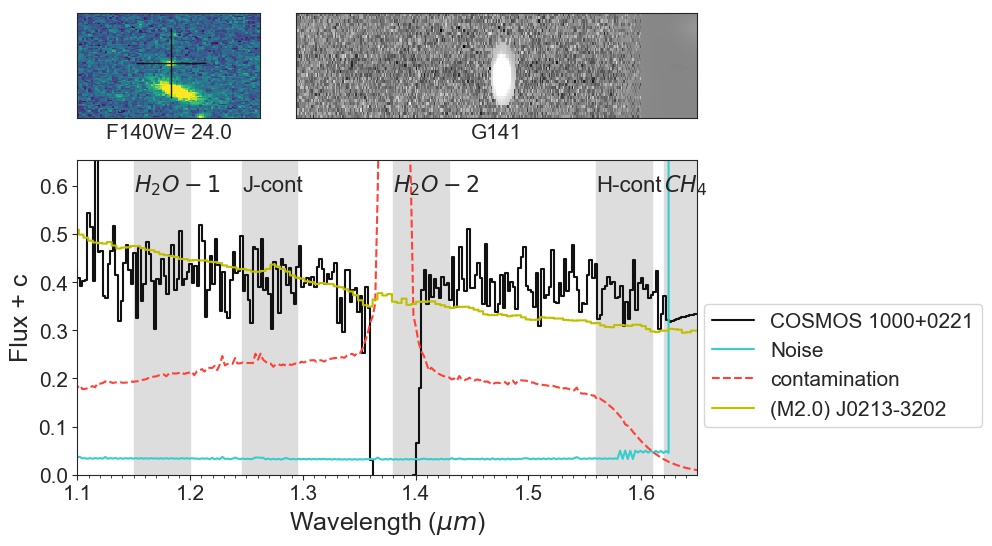 F140W= 24.0
G141
H₂O − 1
J-cont
H₂O − 2
H-cont
CH₄
0.6
0.5
0.4
0.3
0.2
0.1
0.0
Flux + c
1.1
1.2
1.3
1.4
1.5
1.6
Wavelength (μm)
COSMOS 1000+0221
Noise
contamination
(M2.0) J0213-3202